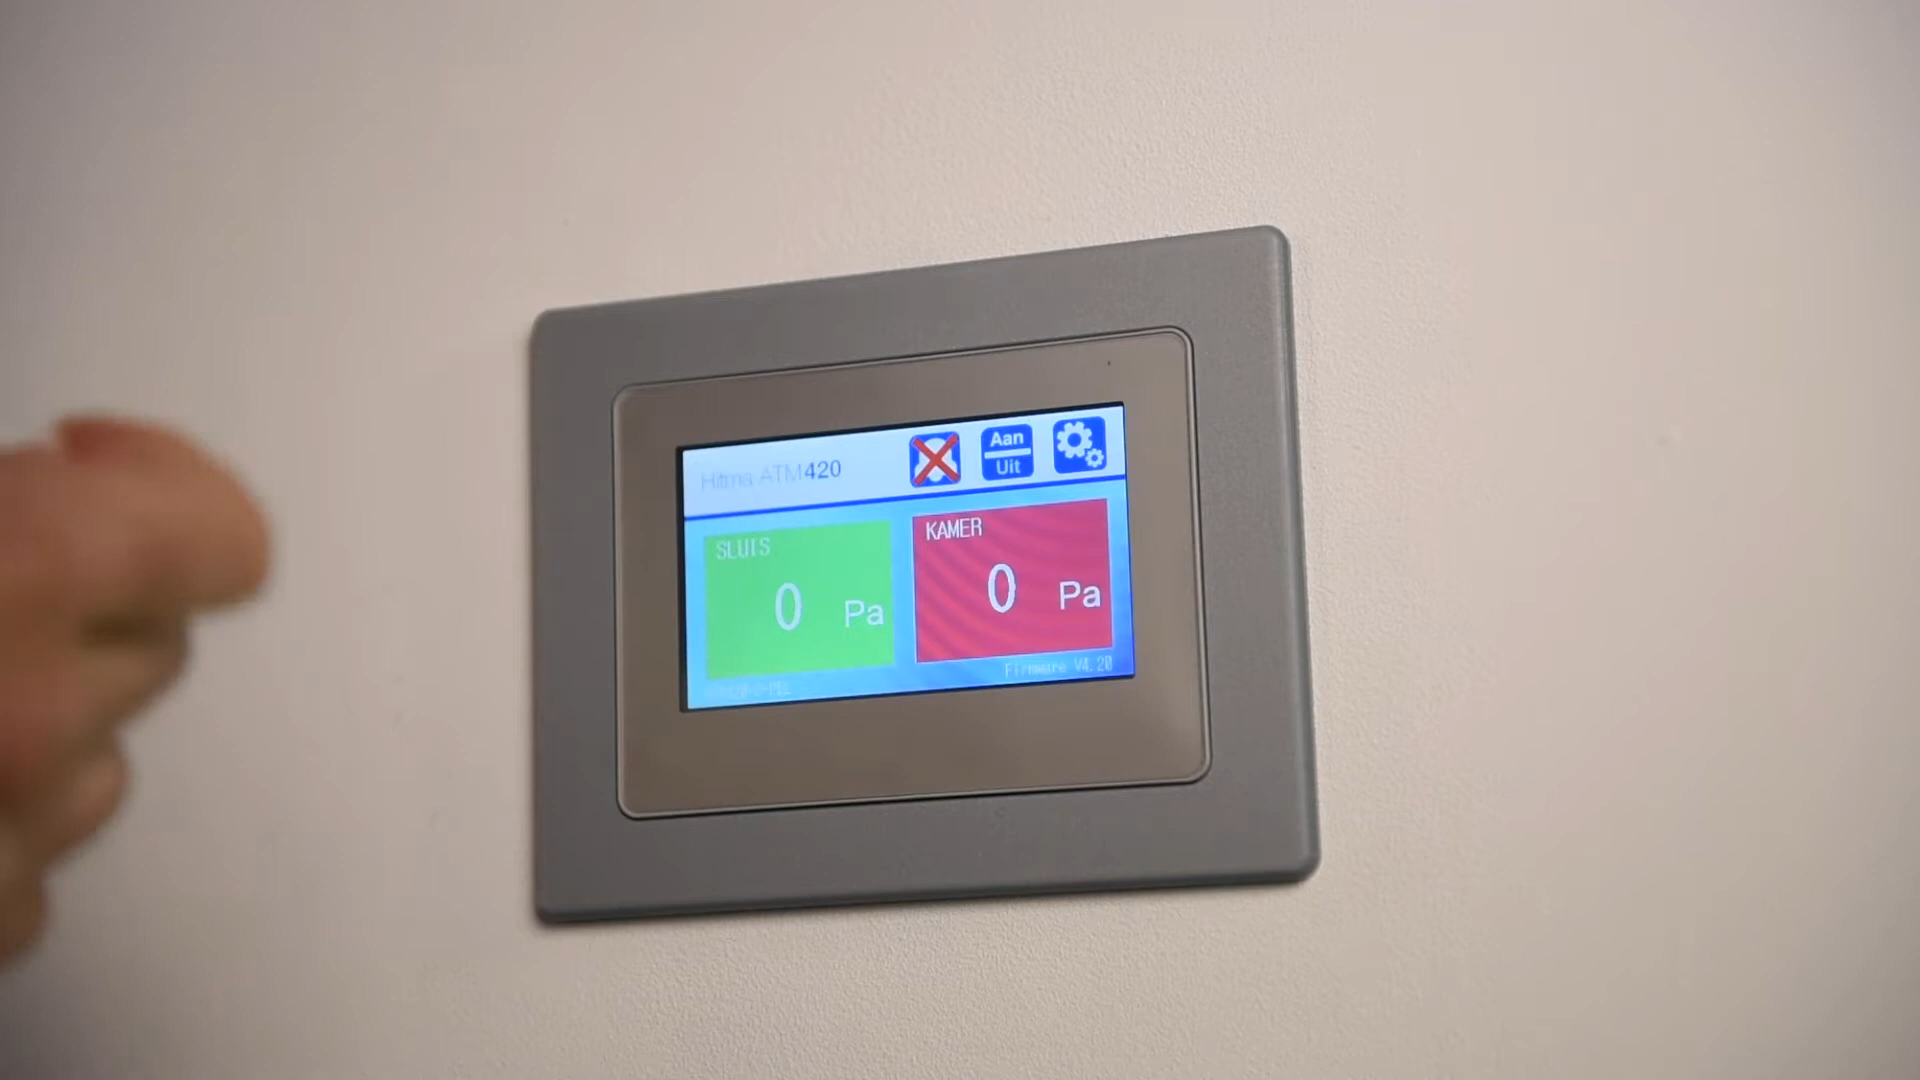 Hitma ATM420
Aan
Uit
SLUIS
0 Pa
KAMER
0 Pa
Firmware V4.20